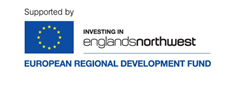 Supported by
INVESTING IN
englandsnorthwest
EUROPEAN REGIONAL DEVELOPMENT FUND